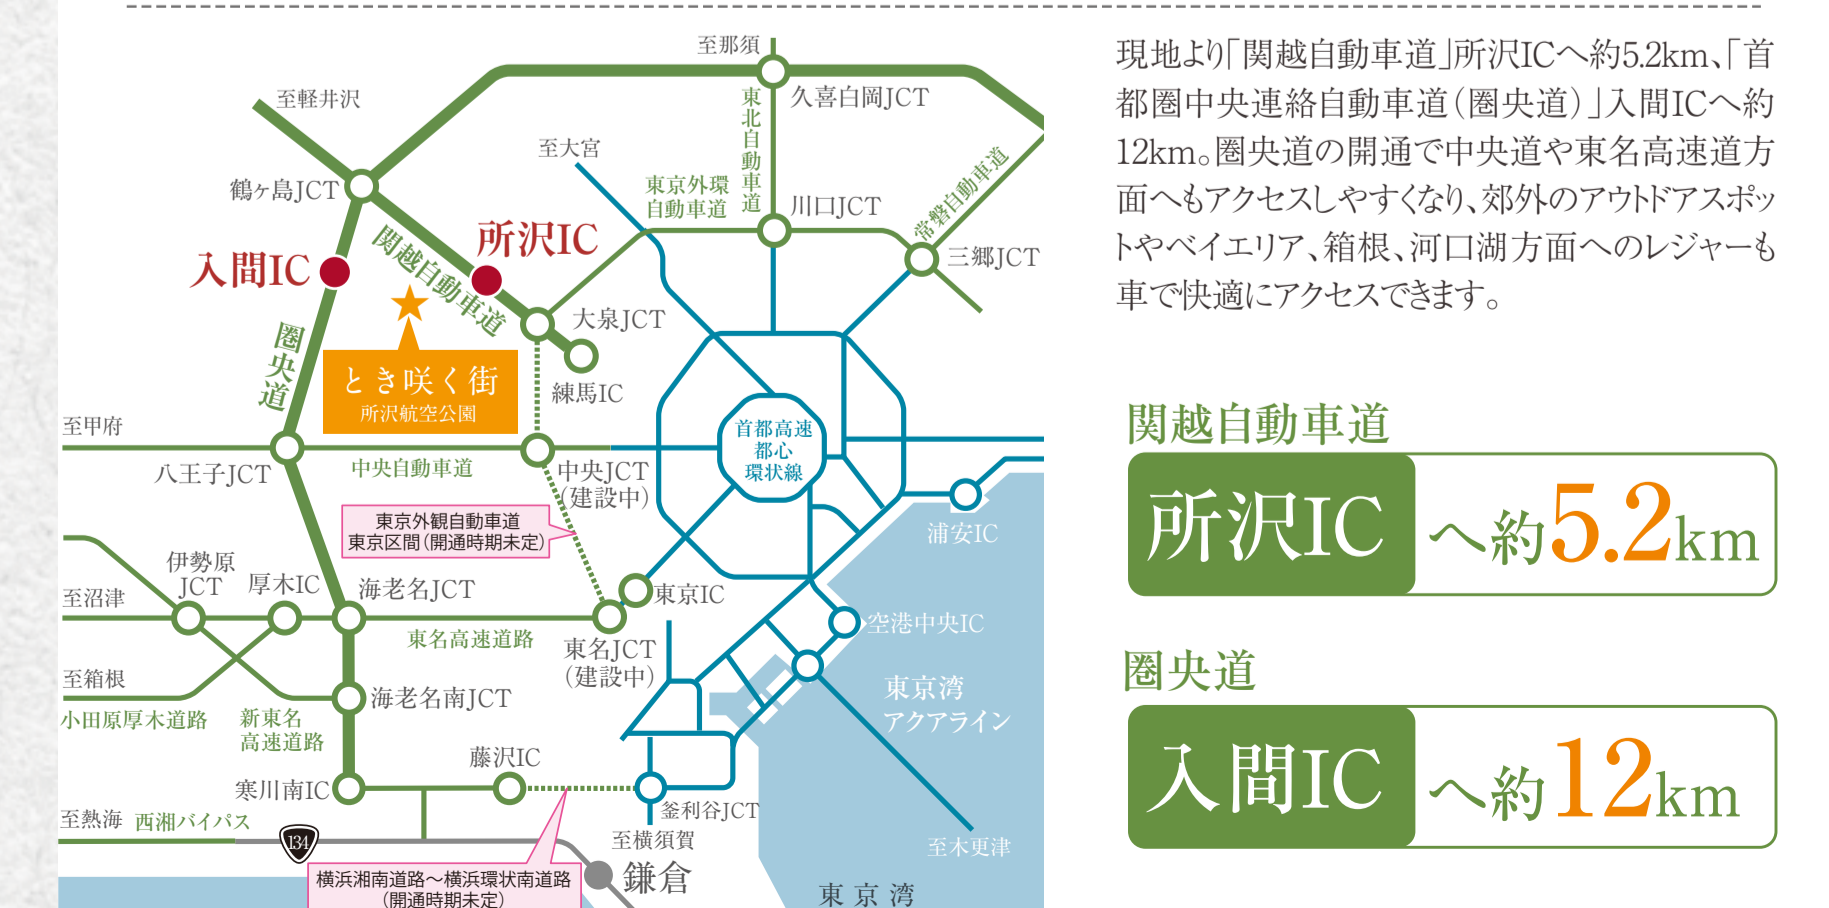 至那須
久喜白岡JCT
至軽井沢
東北自動車道
至大宮
常磐自動車道
鶴ヶ島JCT
東京外環
自動車道
川口JCT
所沢IC
関越自動車道
三郷JCT
入間IC
大泉JCT
圏央道
とき咲く街
所沢航空公園
練馬IC
至甲府
首都高速
都心
環状線
八王子JCT
中央自動車道
中央JCT
(建設中)
東京外観自動車道
東京区間(開通時期未定)
浦安IC
伊勢原
JCT
厚木IC
海老名JCT
至沼津
東京IC
空港中央IC
東名高速道路
東名JCT
(建設中)
至箱根
海老名南JCT
東京湾
アクアライン
小田原厚木道路
新東名
高速道路
藤沢IC
寒川南IC
釜利谷JCT
至熱海
西湘バイパス
134
至横須賀
至木更津
横浜湘南道路〜横浜環状南道路
(開通時期未定)
鎌倉
東京湾
現地より「関越自動車道」所沢ICへ約5.2km、「首
都圏中央連絡自動車道(圏央道)」入間ICへ約
12km。圏央道の開通で中央道や東名高速道方
面へもアクセスしやすくなり、郊外のアウトドアスポッ
トやベイエリア、箱根、河口湖方面へのレジャーも
車で快適にアクセスできます。
関越自動車道
所沢IC へ約5.2km
圏央道
入間IC へ約12km